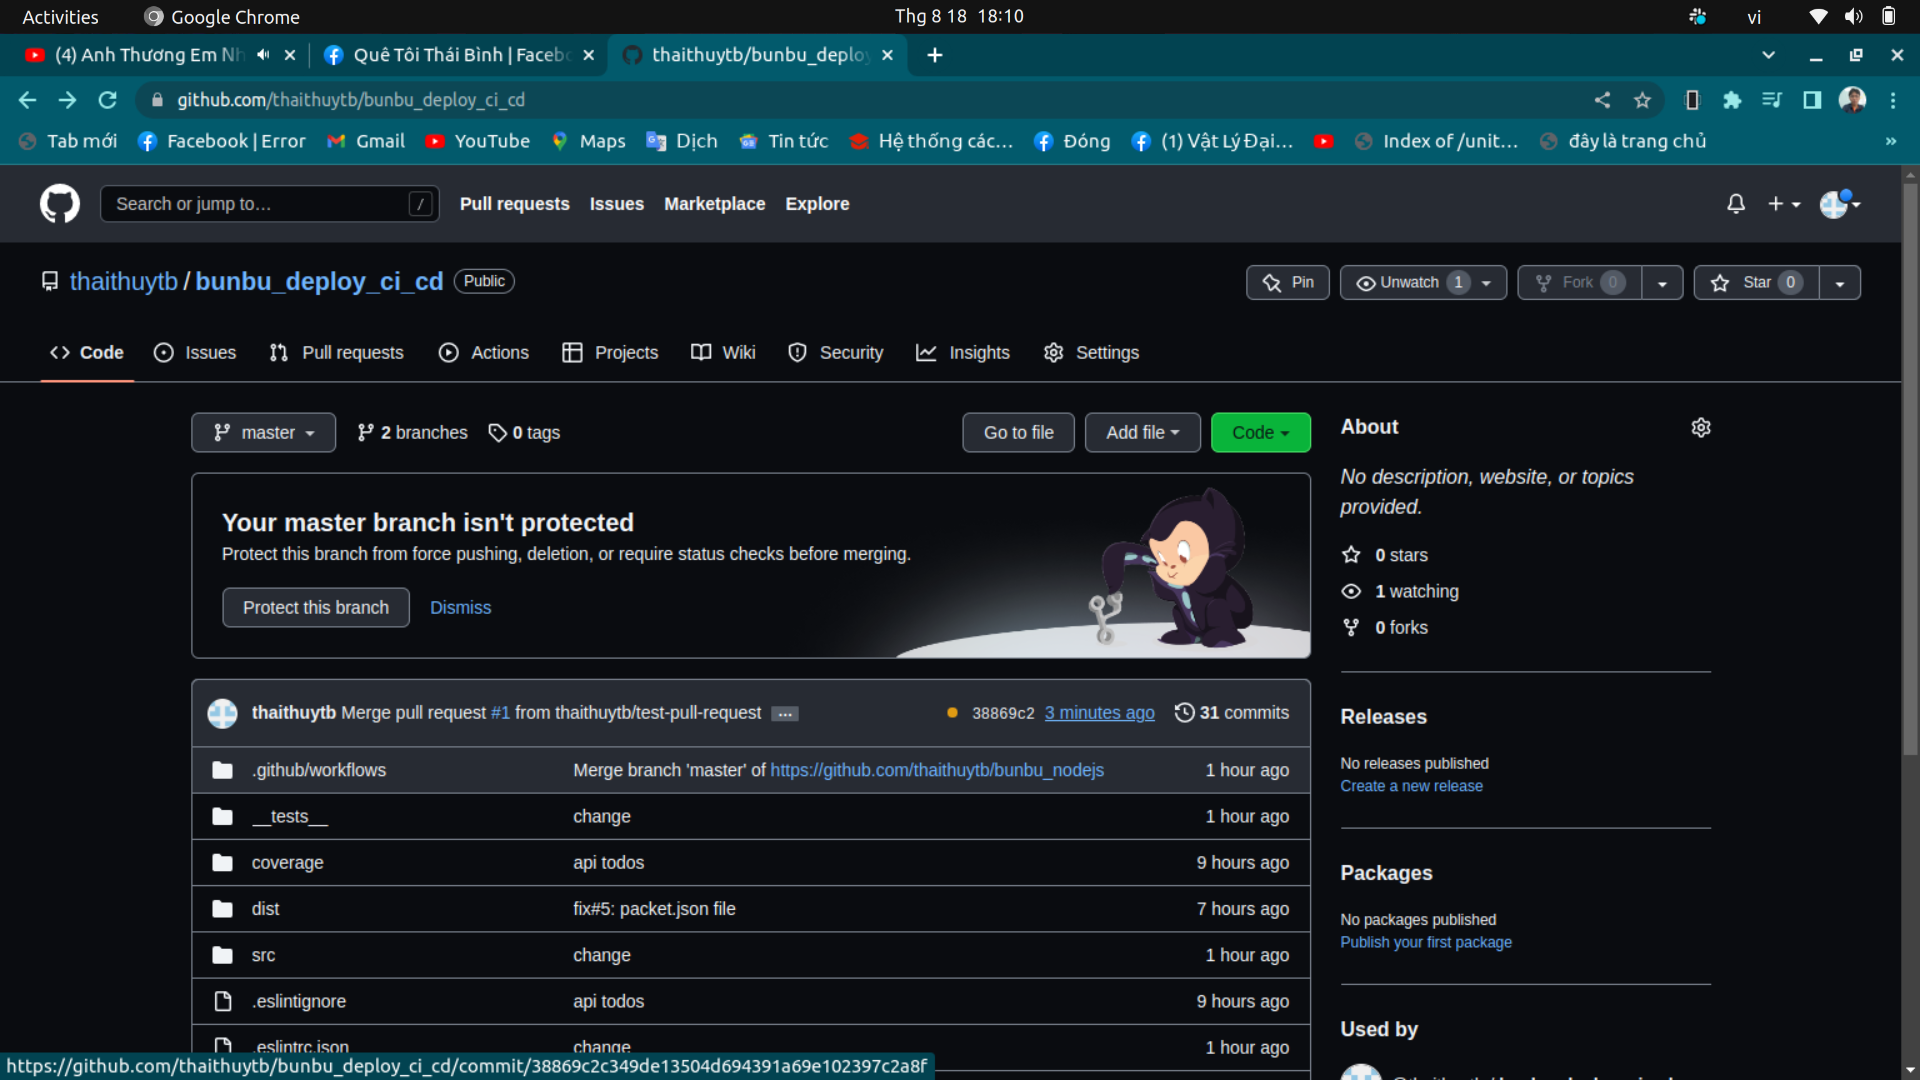 Activities Google Chrome Thg 8 18 18:10 vi
(4) Anh Thương Em Nh Quê Tôi Thái Bình | Facebo thaithuytb/bunbu_deploy
github.com/thaithuytb/bunbu_deploy_ci_cd
Tab mới Facebook | Error Gmail YouTube Maps Dịch Tin tức Hệ thống các... Đóng (1) Vật Lý Đại... Index of /unit... đây là trang chủ »
Search or jump to... / Pull requests Issues Marketplace Explore
thaithuytb / bunbu_deploy_ci_cd Public Pin Unwatch 1 Fork 0 Star 0
Code Issues Pull requests Actions Projects Wiki Security Insights Settings
master 2 branches 0 tags Go to file Add file Code
Your master branch isn't protected
Protect this branch from force pushing, deletion, or require status checks before merging.
Protect this branch Dismiss
thaithuytb Merge pull request #1 from thaithuytb/test-pull-request ... 38869c2 3 minutes ago 31 commits
.github/workflows Merge branch 'master' of https://github.com/thaithuytb/bunbu_nodejs 1 hour ago
__tests__ change 1 hour ago
coverage api todos 9 hours ago
dist fix#5: packet.json file 7 hours ago
src change 1 hour ago
.eslintignore api todos 9 hours ago
.eslintrc.json change 1 hour ago
About
No description, website, or topics
provided.
0 stars
1 watching
0 forks
Releases
No releases published
Create a new release
Packages
No packages published
Publish your first package
Used by
https://github.com/thaithuytb/bunbu_deploy_ci_cd/commit/38869c2c349de13504d694391a69e102397c2a8f